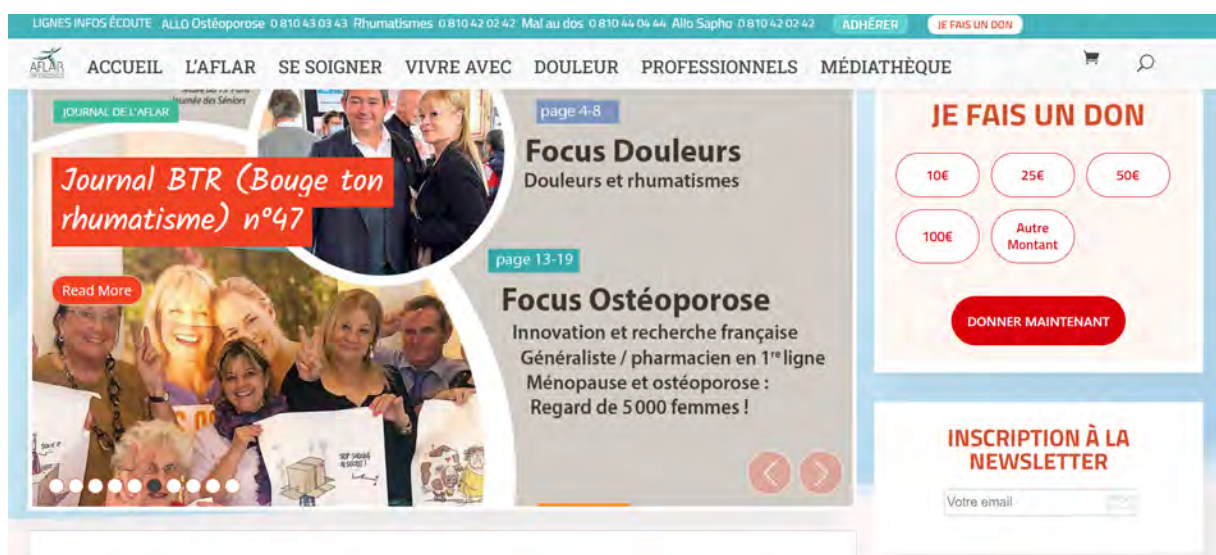 LIGNES INFOS ÉCOUTE ALLO Ostéoporose 0 810 43 03 43 Rhumatismes 0 810 42 02 42 Mal au dos 0 810 44 04 44 Allo Sapho 0 810 42 02 42 ADHÉRER JE FAIS UN DON
AFLAR ACCUEIL L'AFLAR SE SOIGNER VIVRE AVEC DOULEUR PROFESSIONNELS MÉDIATHÈQUE
Journée des Séniors
JOURNAL DE L'AFLAR
Journal BTR (Bouge ton
rhumatisme) n°47
Read More
page 4-8
Focus Douleurs
Douleurs et rhumatismes
page 13-19
Focus Ostéoporose
Innovation et recherche française
Généraliste / pharmacien en 1re ligne
Ménopause et ostéoporose :
Regard de 5 000 femmes !
JE FAIS UN DON
10€ 25€ 50€
100€ Autre
Montant
DONNER MAINTENANT
INSCRIPTION À LA
NEWSLETTER
Votre email